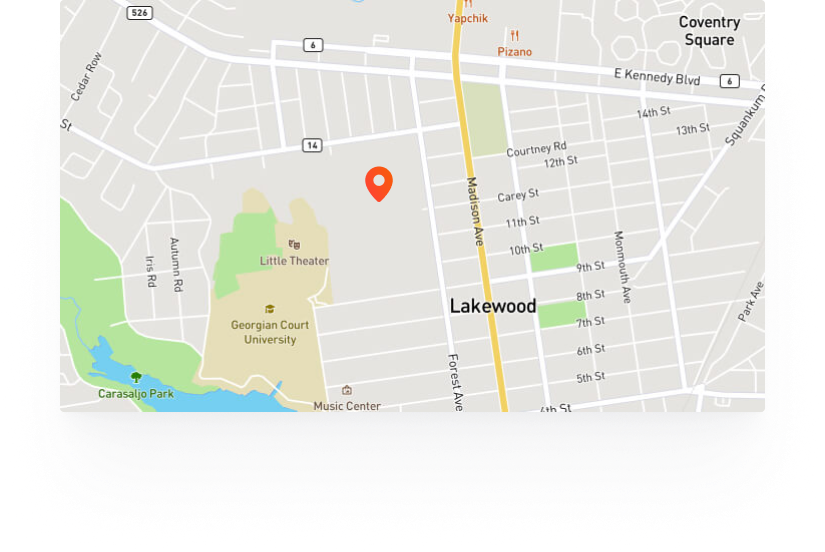 526
Yapchik
Coventry
Square
6
Pizano
Cedar Row
E Kennedy Blvd
6
14th St
13th St
St
14
Courtney Rd
12th St
Carey St
11th St
Madison Ave
10th St
Monmouth Ave
9th St
Autumn Rd
Iris Rd
Little Theater
Lakewood
8th St
7th St
Park Ave
Georgian Court
University
6th St
Forest Ave
5th St
Carasaljo Park
Music Center